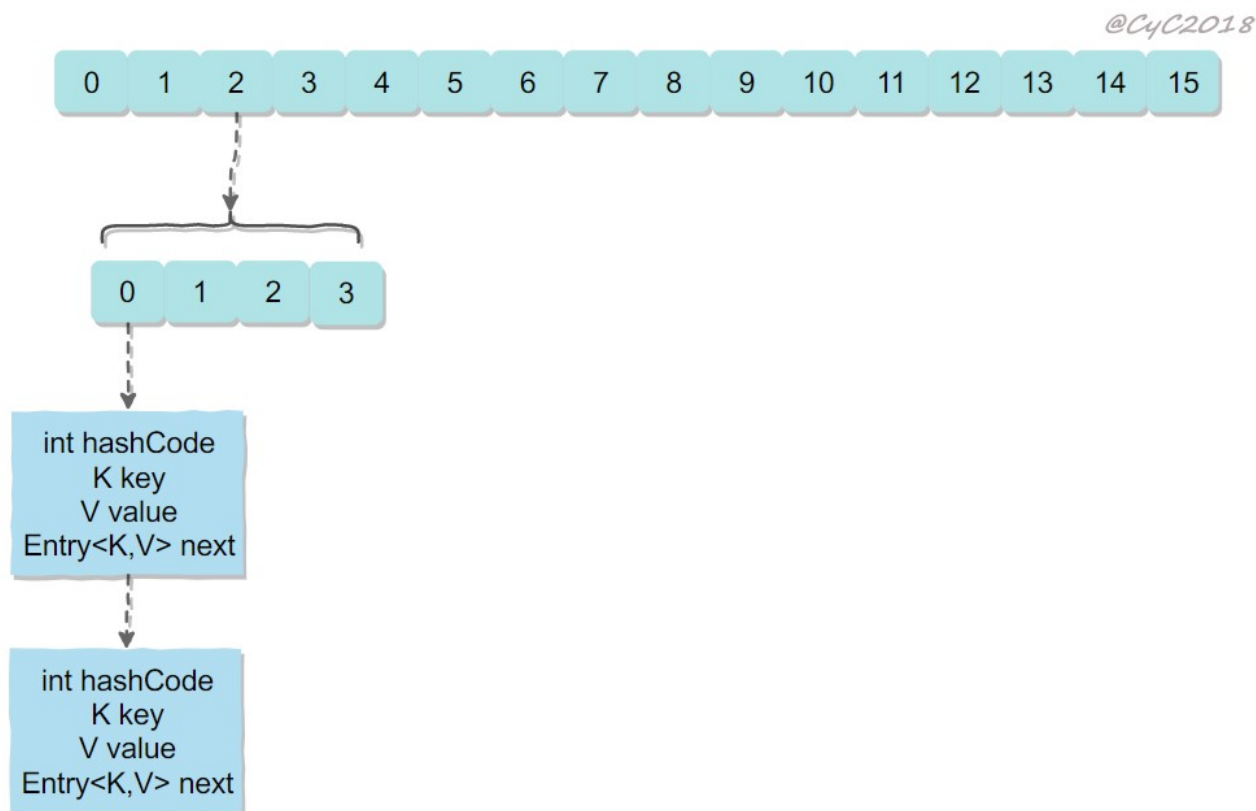 @CyC2018
0 1 2 3 4 5 6 7 8 9 10 11 12 13 14 15
0 1 2 3
int hashCode
K key
V value
Entry<K,V> next
int hashCode
K key
V value
Entry<K,V> next